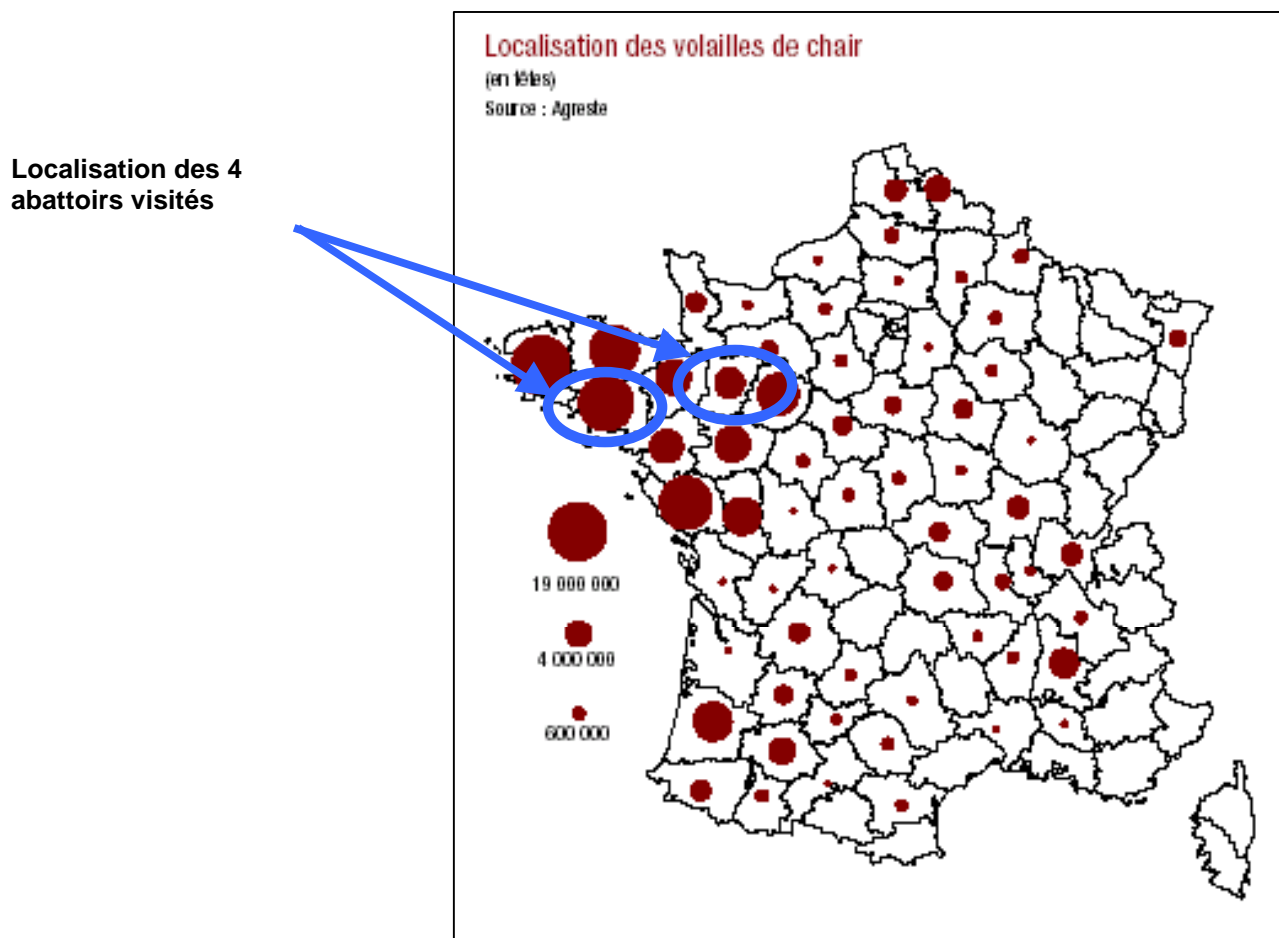 Localisation des volailles de chair
(en têtes)
Source : Agreste
Localisation des 4
abattoirs visités
19 000 000
4 000 000
600 000